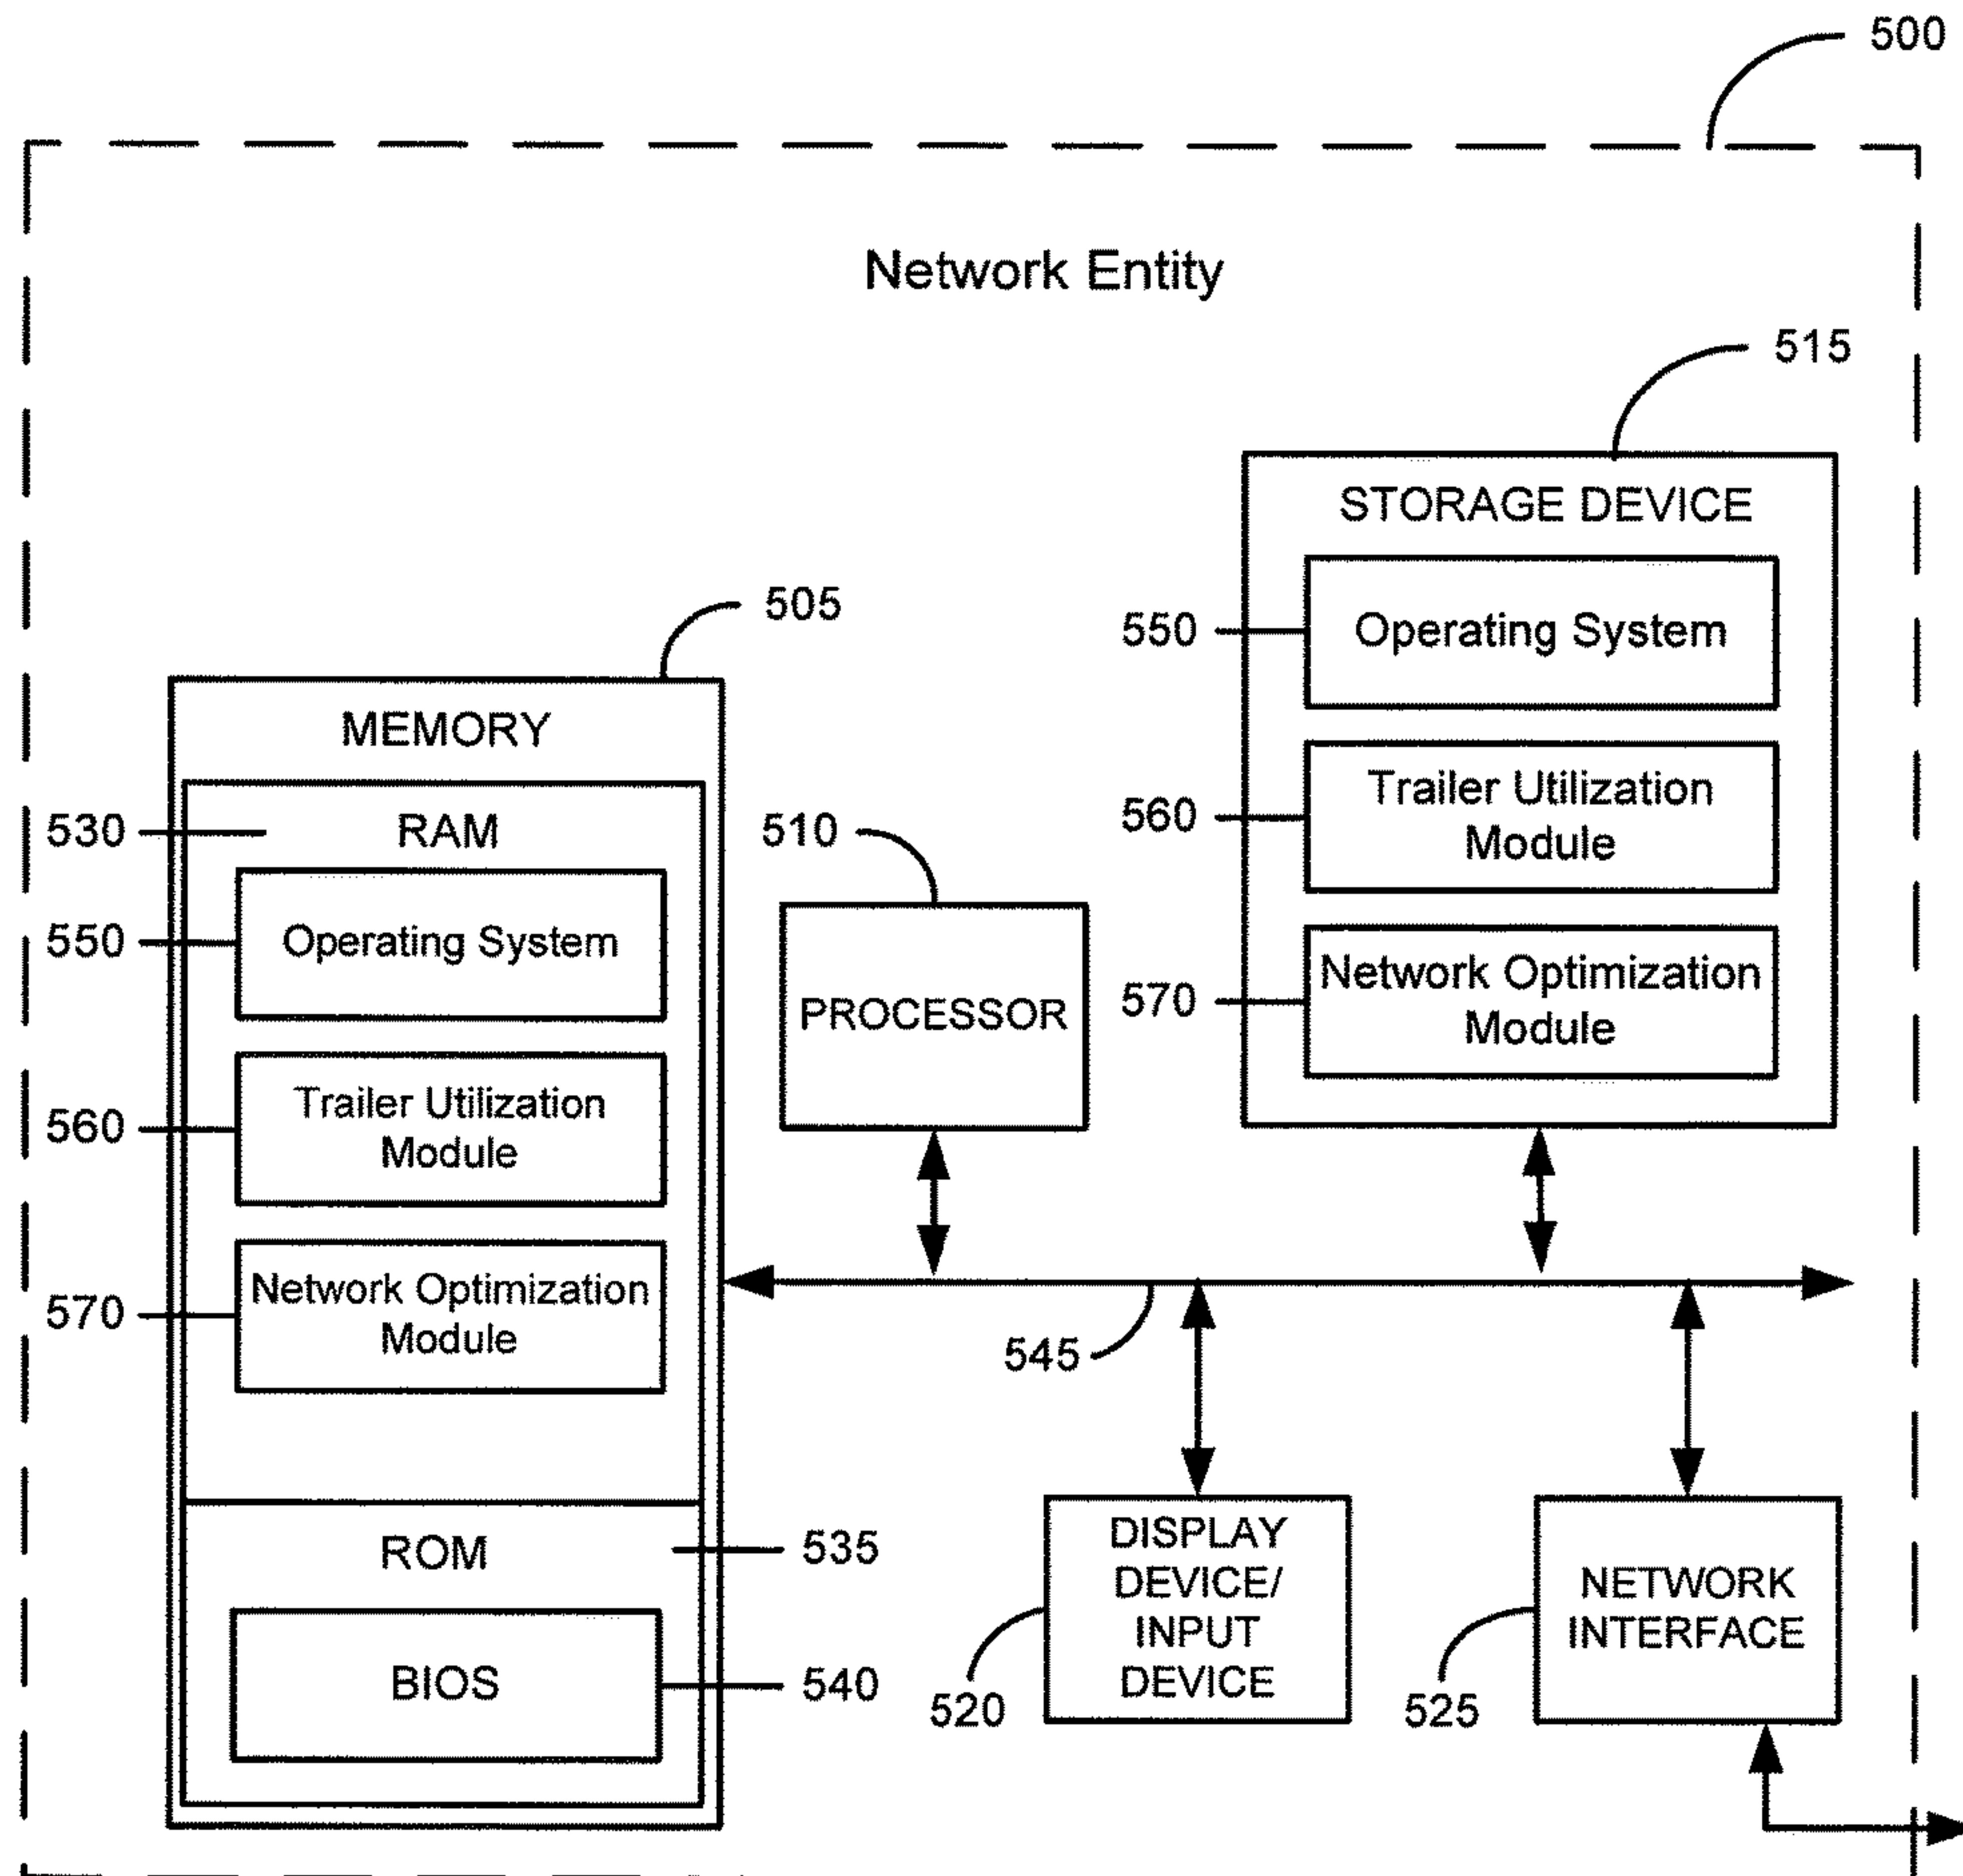 500
Network Entity
515
STORAGE DEVICE
550
Operating System
560
Trailer Utilization
Module
570
Network Optimization
Module
505
MEMORY
530
RAM
550
Operating System
560
Trailer Utilization
Module
570
Network Optimization
Module
535
ROM
540
BIOS
510
PROCESSOR
545
520
DISPLAY
DEVICE/
INPUT
DEVICE
525
NETWORK
INTERFACE